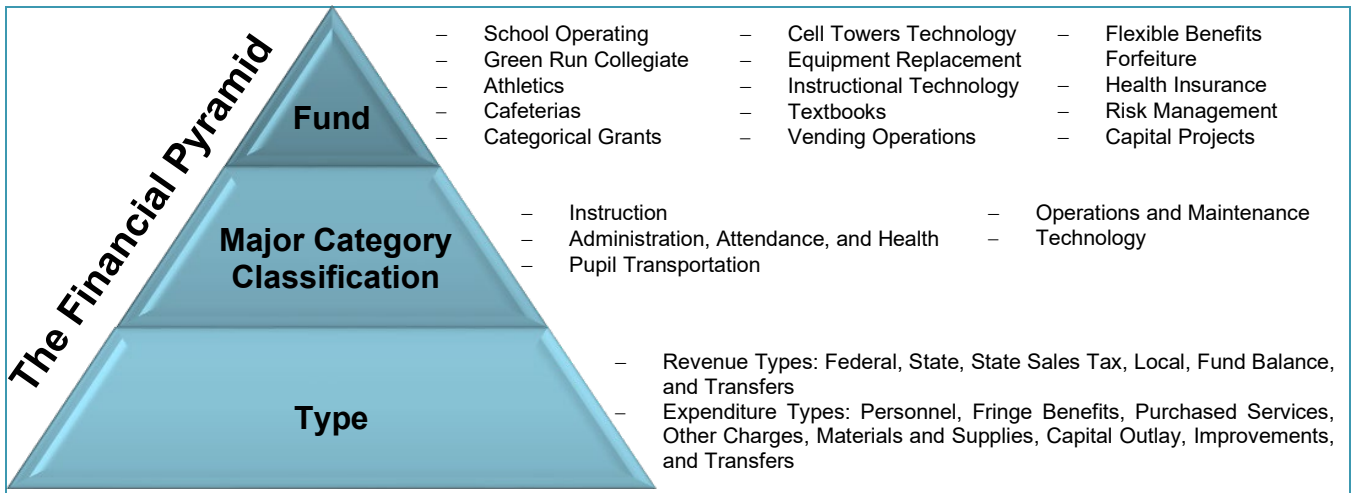 The Financial Pyramid
Fund
– School Operating
– Green Run Collegiate
– Athletics
– Cafeterias
– Categorical Grants
– Cell Towers Technology
– Equipment Replacement
– Instructional Technology
– Textbooks
– Vending Operations
– Flexible Benefits
Forfeiture
– Health Insurance
– Risk Management
– Capital Projects
Major Category
Classification
– Instruction
– Administration, Attendance, and Health
– Pupil Transportation
– Operations and Maintenance
– Technology
Type
– Revenue Types: Federal, State, State Sales Tax, Local, Fund Balance,
and Transfers
– Expenditure Types: Personnel, Fringe Benefits, Purchased Services,
Other Charges, Materials and Supplies, Capital Outlay, Improvements,
and Transfers